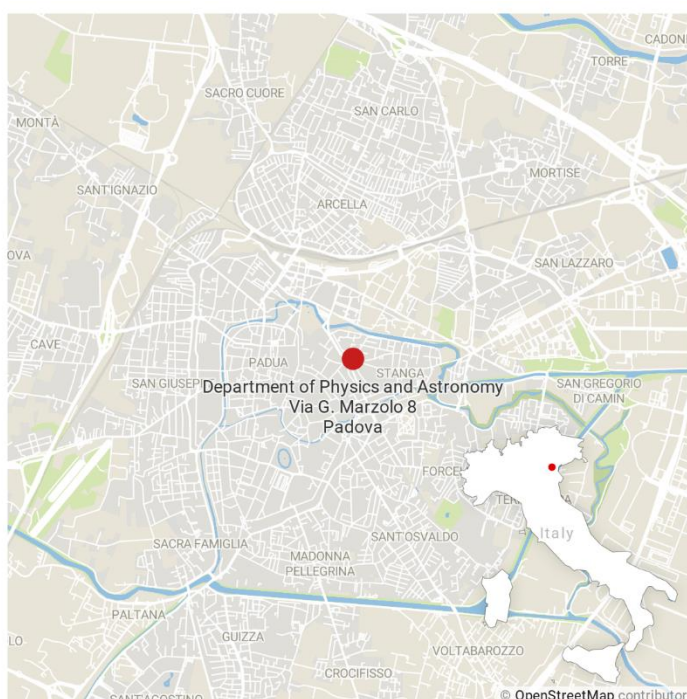 CADONE
TORRE
SACRO CUORE
SAN CARLO
MONTÀ
MORTISE
SANT'IGNAZIO
ARCELLA
OVA
SAN LAZZARO
CAVE
PADUA
STANGA
SAN GIUSEPP
SAN GREGORIO
DI CAMIN
Department of Physics and Astronomy
Via G. Marzolo 8
Padova
FORCE
TER
Italy
SANT'OSVALDO
SACRA FAMIGLIA
MADONNA
PELLEGRINA
PALTANA
GUIZZA
LO
VOLTABAROZZO
CROCIFISSO
SANT'AGOSTINO
© OpenStreetMap contributor